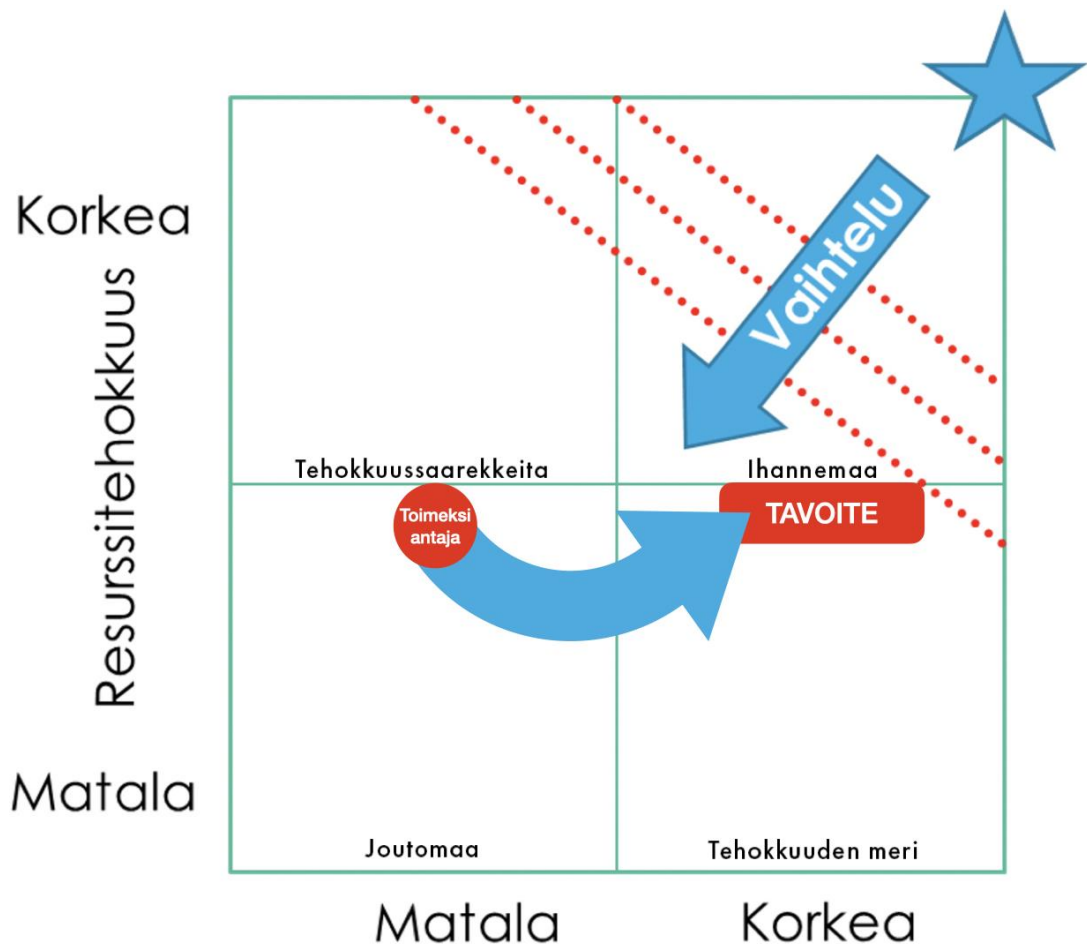 Korkea
Resurssitehokkuus
Matala
Vaihtelu
Tehokkuussaarekkeita
Ihannemaa
Toimeksi
antaja
TAVOITE
Joutomaa
Tehokkuuden meri
Matala
Korkea